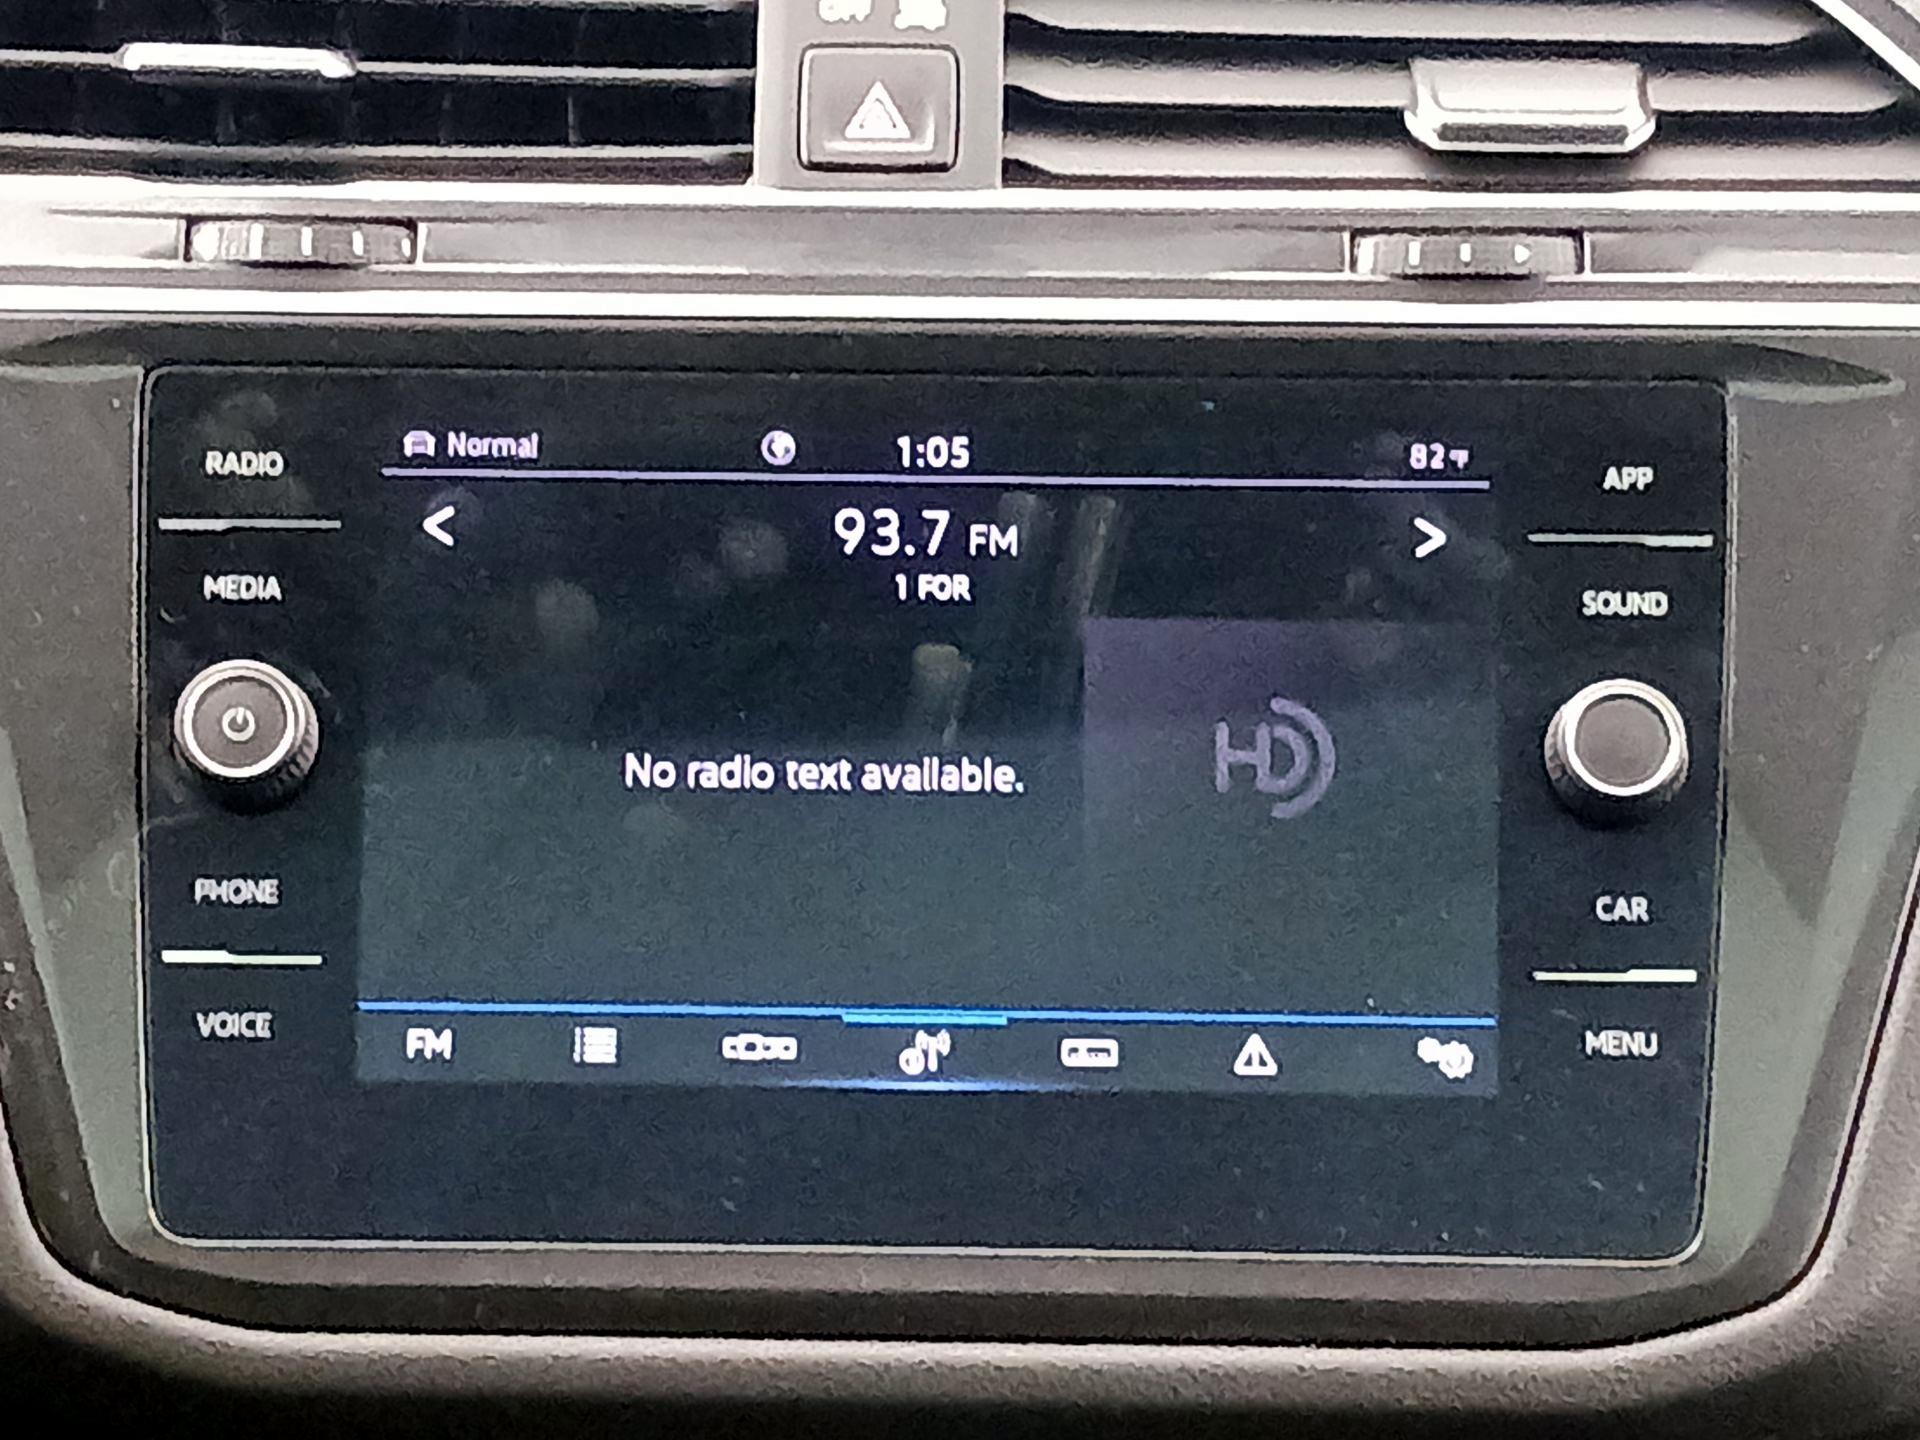 RADIO
MEDIA
PHONE
VOICE
Normal
1:05
82°F
93.7 FM
1 FOR
No radio text available.
HD
FM
APP
SOUND
CAR
MENU